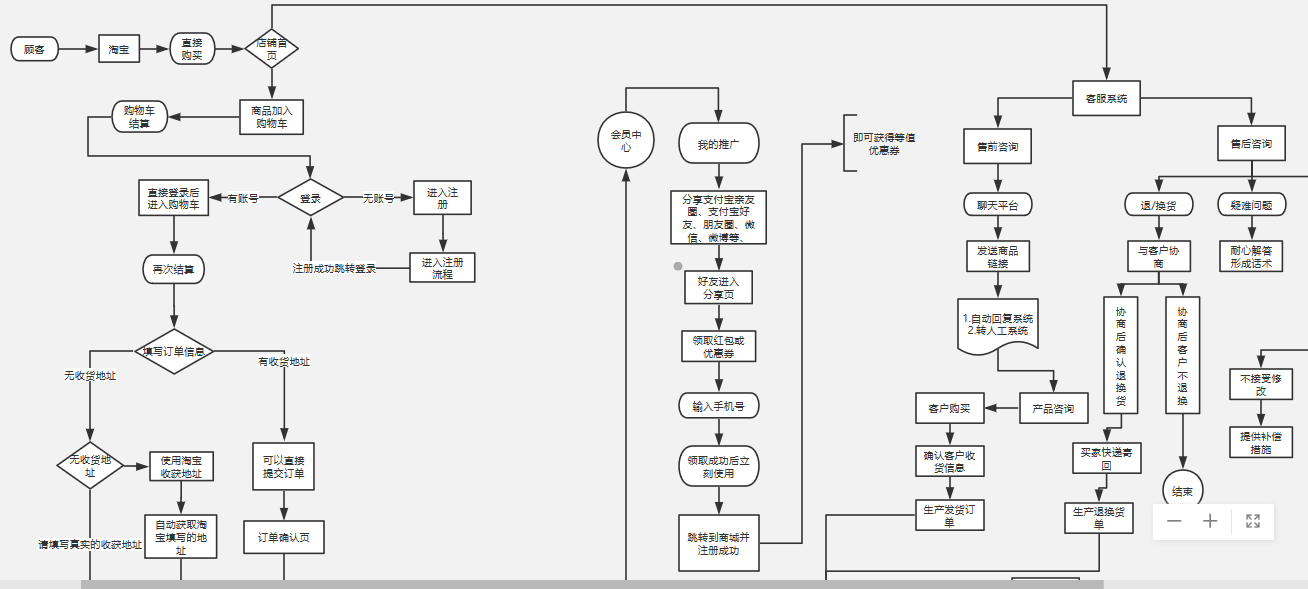 顾客
淘宝
直接
购买
店铺首
页
商品加入
购物车
购物车
结算
登录
有账号
无账号
直接登录后
进入购物车
进入注
册
进入注册
流程
注册成功跳转登录
再次结算
填写订单信息
无收货地址
有收货地址
无收货地
址
使用淘宝
收获地址
自动获取淘
宝填写的地
址
请填写真实的收获地址
可以直接
提交订单
订单确认页
会员中
心
我的推广
分享支付宝亲友
圈、支付宝好
友、朋友圈、微
信、微博等、
好友进入
分享页
领取红包或
优惠券
输入手机号
领取成功后立
刻使用
跳转到商城并
注册成功
即可获得等值
优惠券
客服系统
售前咨询
聊天平台
发送商品
链接
1.自动回复系统
2.转人工系统
产品咨询
客户购买
确认客户收
货信息
生产发货订
单
售后咨询
退/换货
疑难问题
与客户协
商
耐心解答
形成话术
协
商
后
确
认
退
换
货
协
商
后
客
户
不
退
换
买家快递寄
回
生产退换货
单
结束
不接受修
改
提供补偿
措施